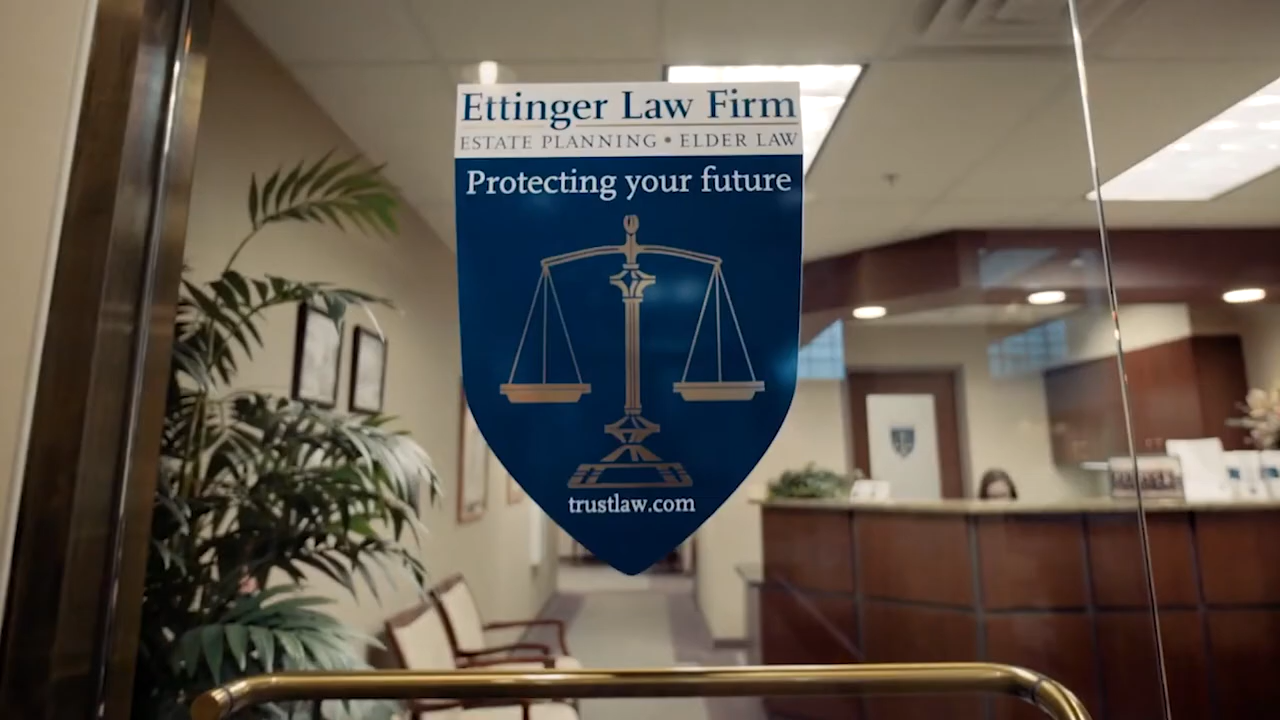 Ettinger Law Firm
ESTATE PLANNING • ELDER LAW
Protecting your future
trustlaw.com